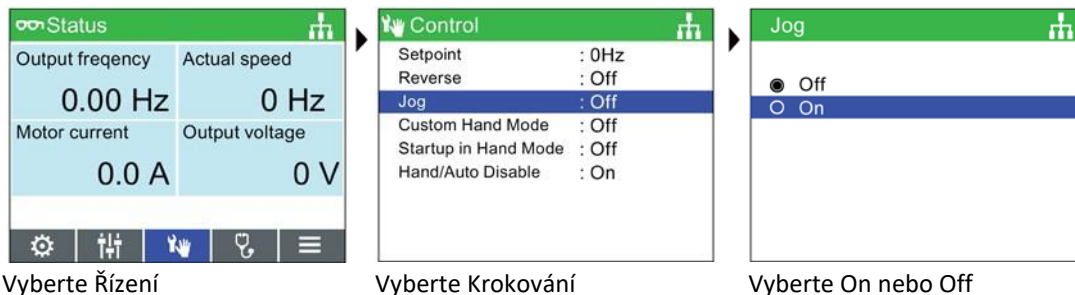 Status
Output freqency Actual speed
0.00 Hz 0 Hz
Motor current Output voltage
0.0 A 0 V
Vyberte Řízení
Control
Setpoint : 0Hz
Reverse : Off
Jog : Off
Custom Hand Mode : Off
Startup in Hand Mode : Off
Hand/Auto Disable : On
Vyberte Krokování
Jog
Off
On
Vyberte On nebo Off